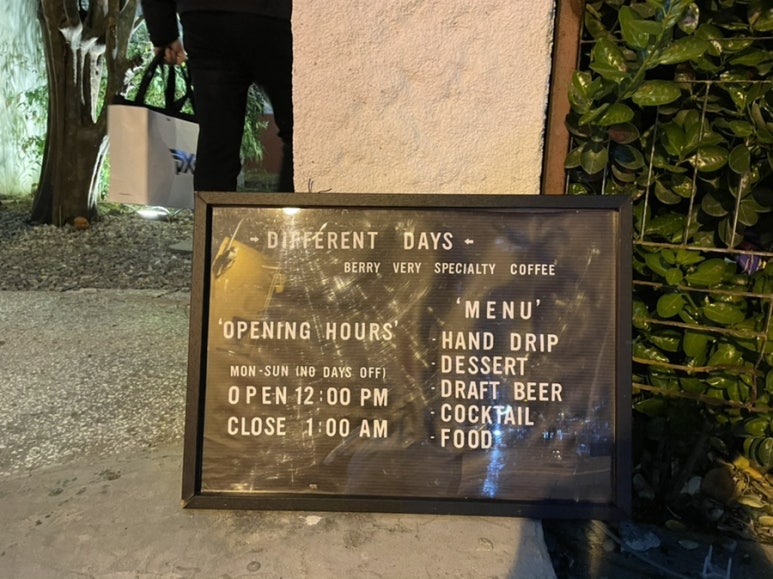 - DIFFERENT DAYS -
BERRY VERY SPECIALTY COFFEE
'OPENING HOURS'
MON-SUN (NO DAYS OFF)
OPEN 12:00 PM
CLOSE 1:00 AM
'MENU'
-HAND DRIP
-DESSERT
-DRAFT BEER
-COCKTAIL
-FOOD